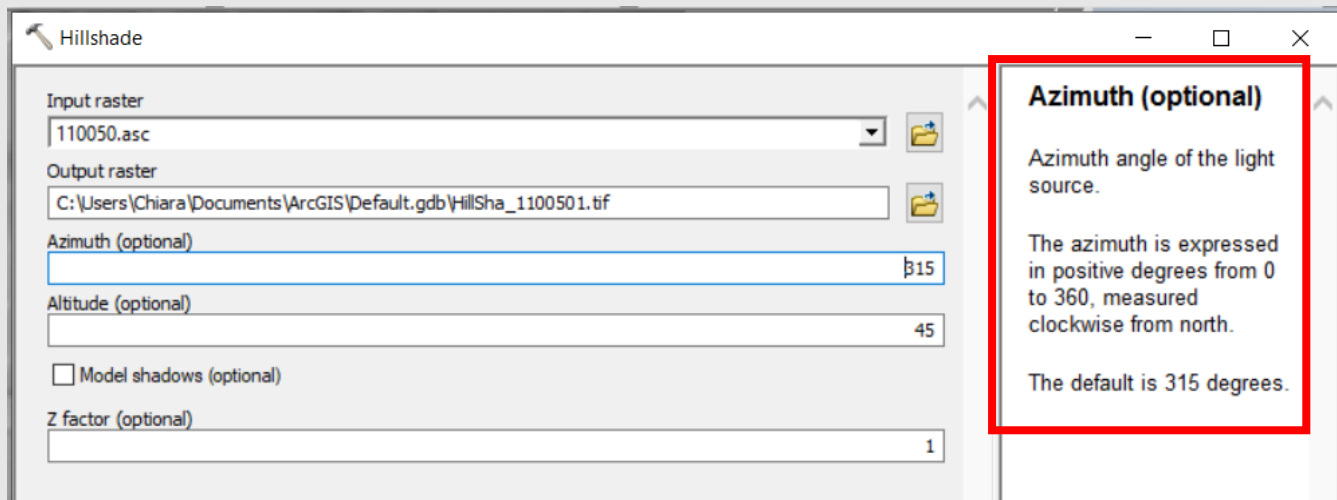 Hillshade
Input raster
110050.asc
Output raster
C:\Users\Chiara\Documents\ArcGIS\Default.gdb\HillSha_1100501.tif
Azimuth (optional)
315
Altitude (optional)
45
Model shadows (optional)
Z factor (optional)
1
Azimuth (optional)
Azimuth angle of the light
source.
The azimuth is expressed
in positive degrees from 0
to 360, measured
clockwise from north.
The default is 315 degrees.